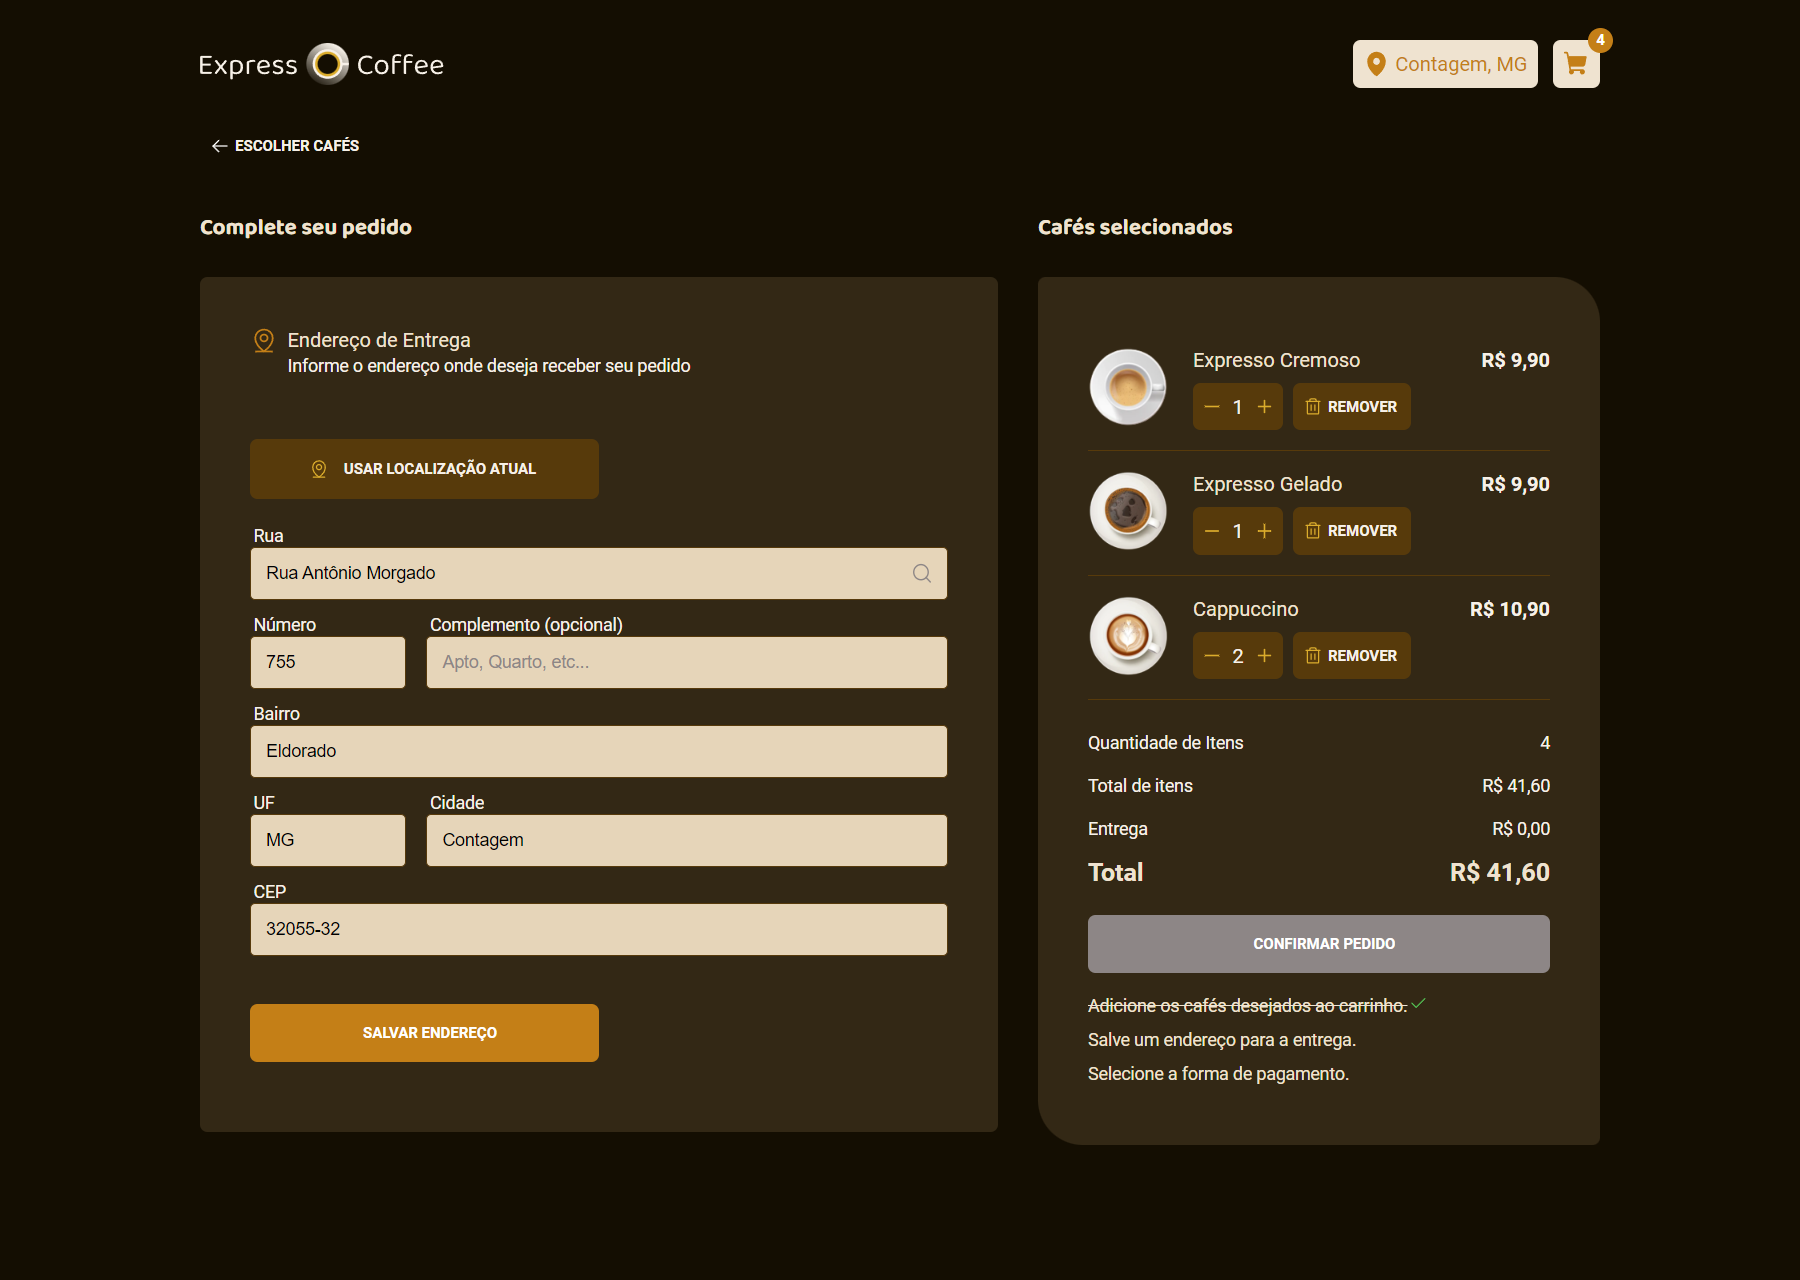 Express Coffee
Contagem, MG
4
ESCOLHER CAFÉS
Complete seu pedido
Endereço de Entrega
Informe o endereço onde deseja receber seu pedido
USAR LOCALIZAÇÃO ATUAL
Rua
Rua Antônio Morgado
Número
Complemento (opcional)
755
Apto, Quarto, etc...
Bairro
Eldorado
UF
Cidade
MG
Contagem
CEP
32055-32
SALVAR ENDEREÇO
Cafés selecionados
Expresso Cremoso
R$ 9,90
1
REMOVER
Expresso Gelado
R$ 9,90
1
REMOVER
Cappuccino
R$ 10,90
2
REMOVER
Quantidade de Itens
4
Total de itens
R$ 41,60
Entrega
R$ 0,00
Total
R$ 41,60
CONFIRMAR PEDIDO
Adicione os cafés desejados ao carrinho.
Salve um endereço para a entrega.
Selecione a forma de pagamento.